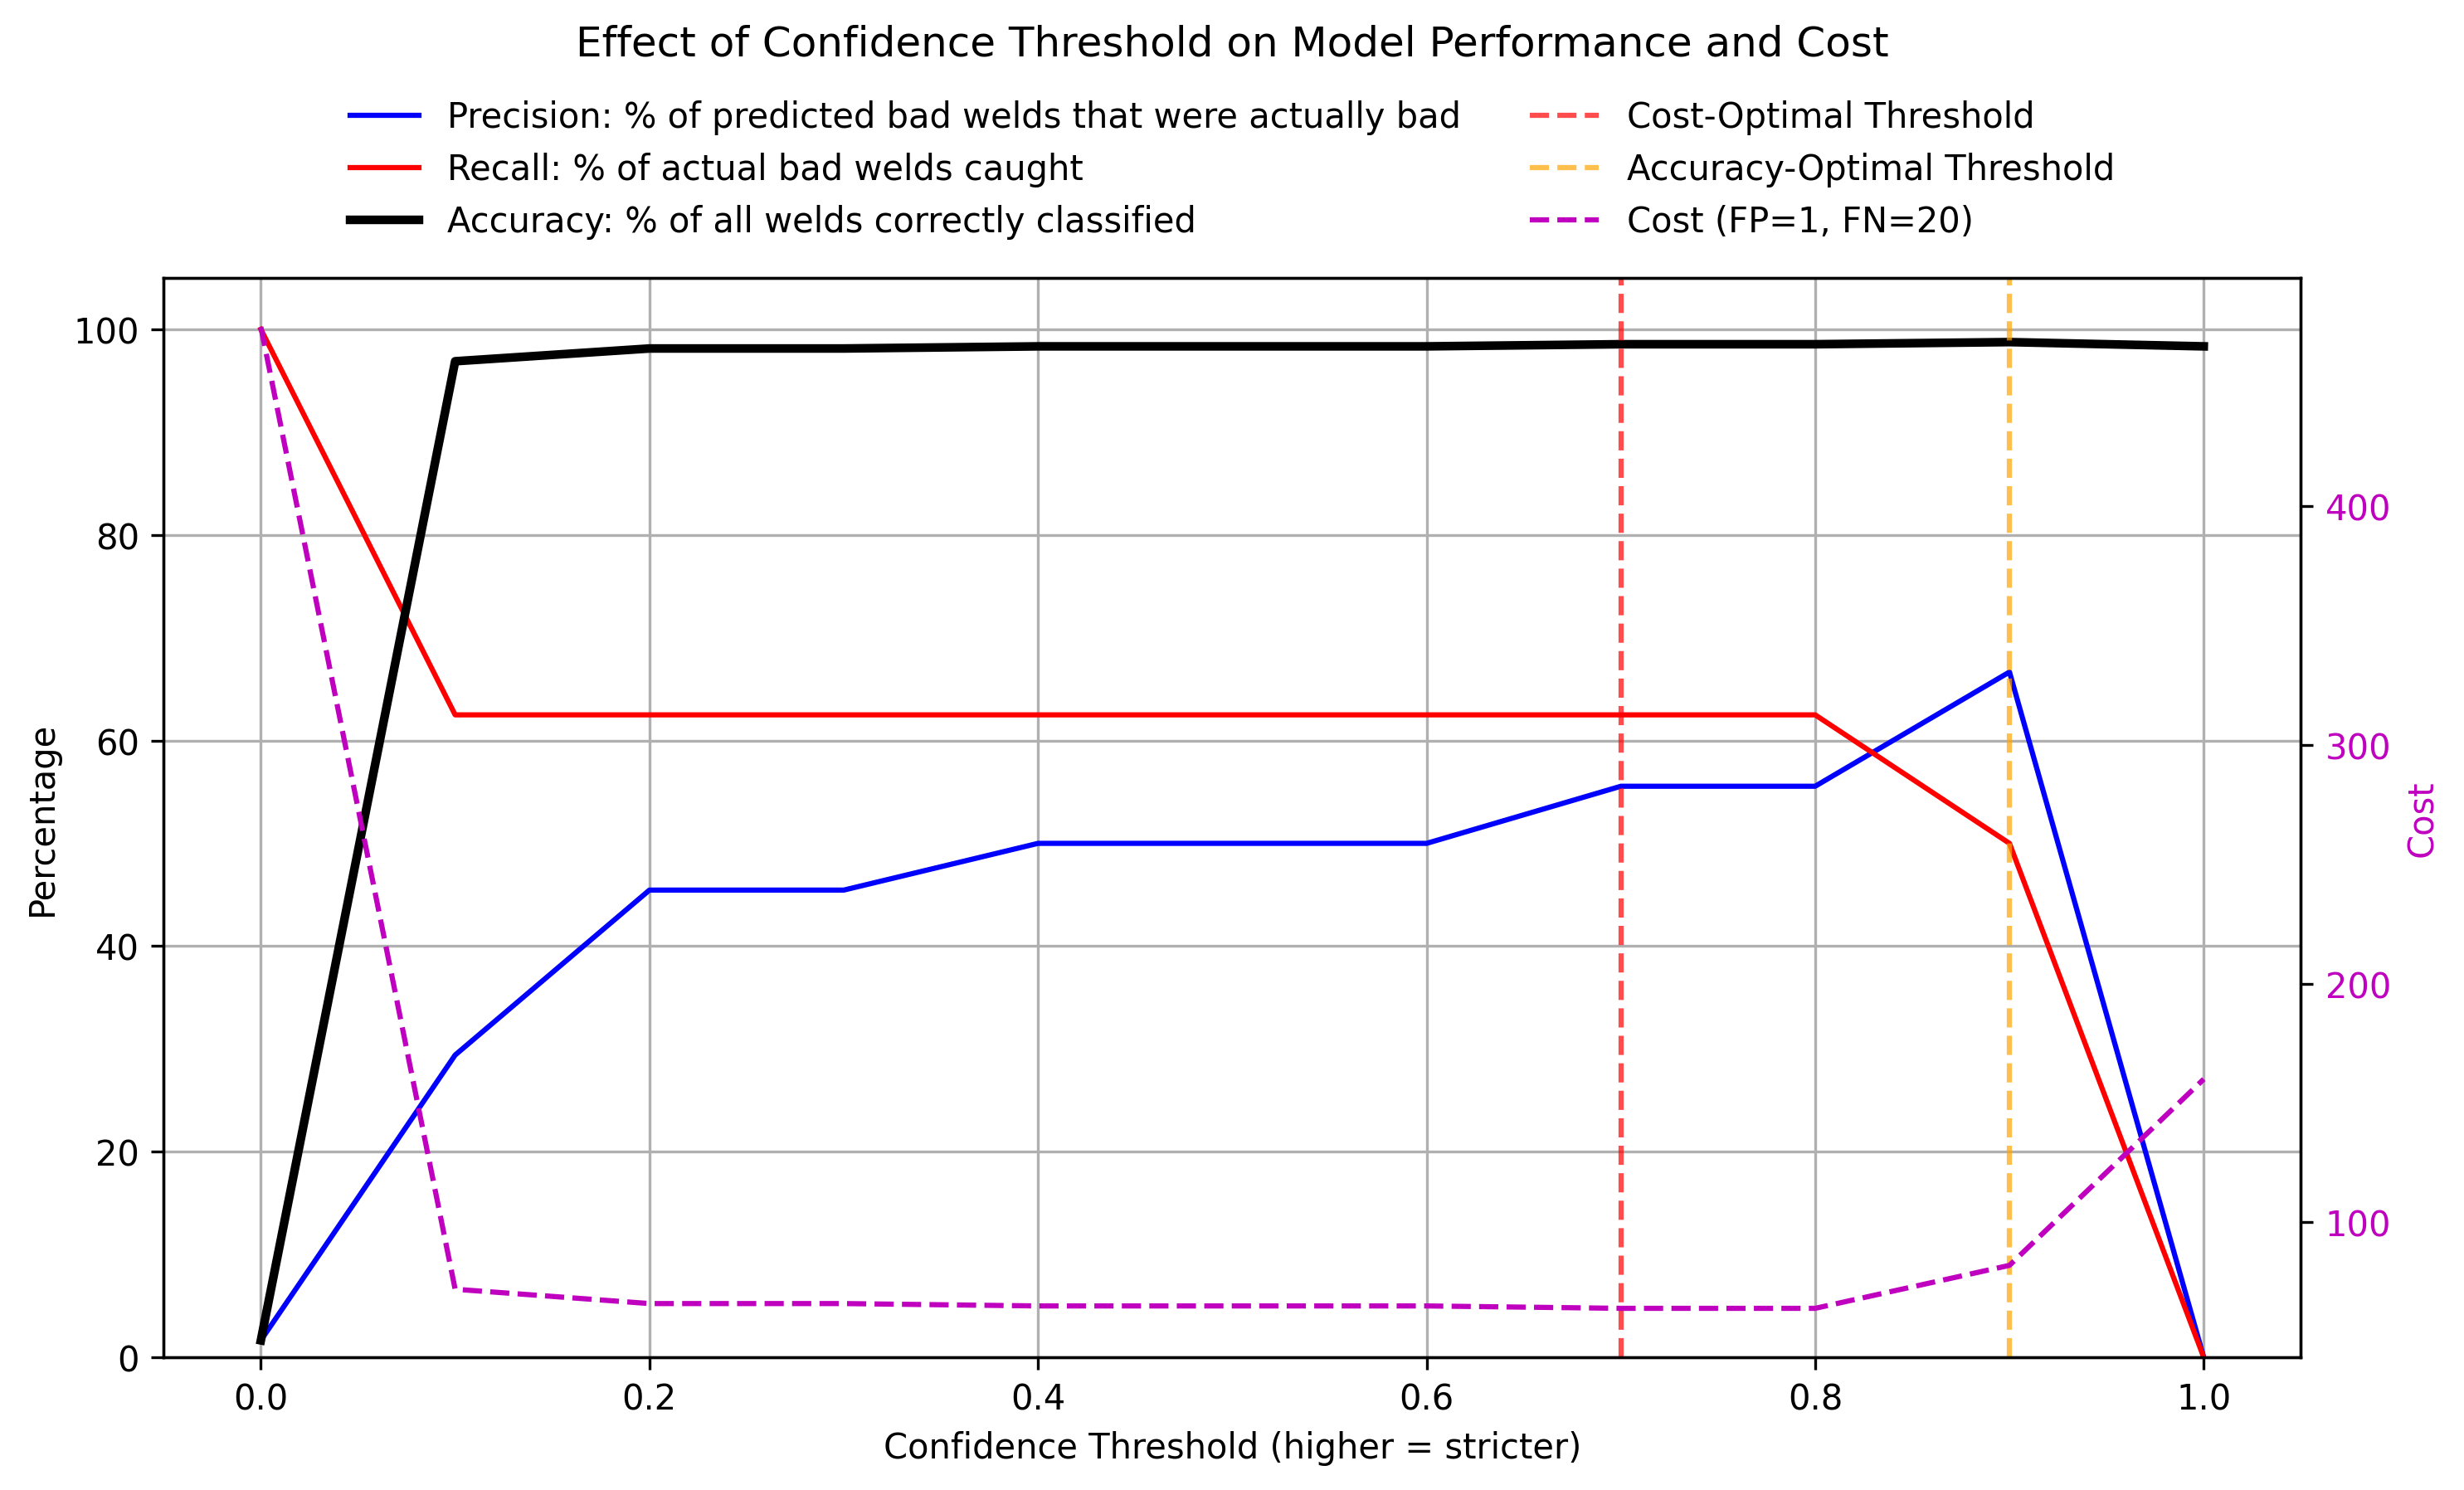 Effect of Confidence Threshold on Model Performance and Cost
Precision: % of predicted bad welds that were actually bad
Recall: % of actual bad welds caught
Accuracy: % of all welds correctly classified
Cost-Optimal Threshold
Accuracy-Optimal Threshold
Cost (FP=1, FN=20)
Percentage
100
80
60
40
20
0
400
300
200
100
Cost
0.0
0.2
0.4
0.6
0.8
1.0
Confidence Threshold (higher = stricter)